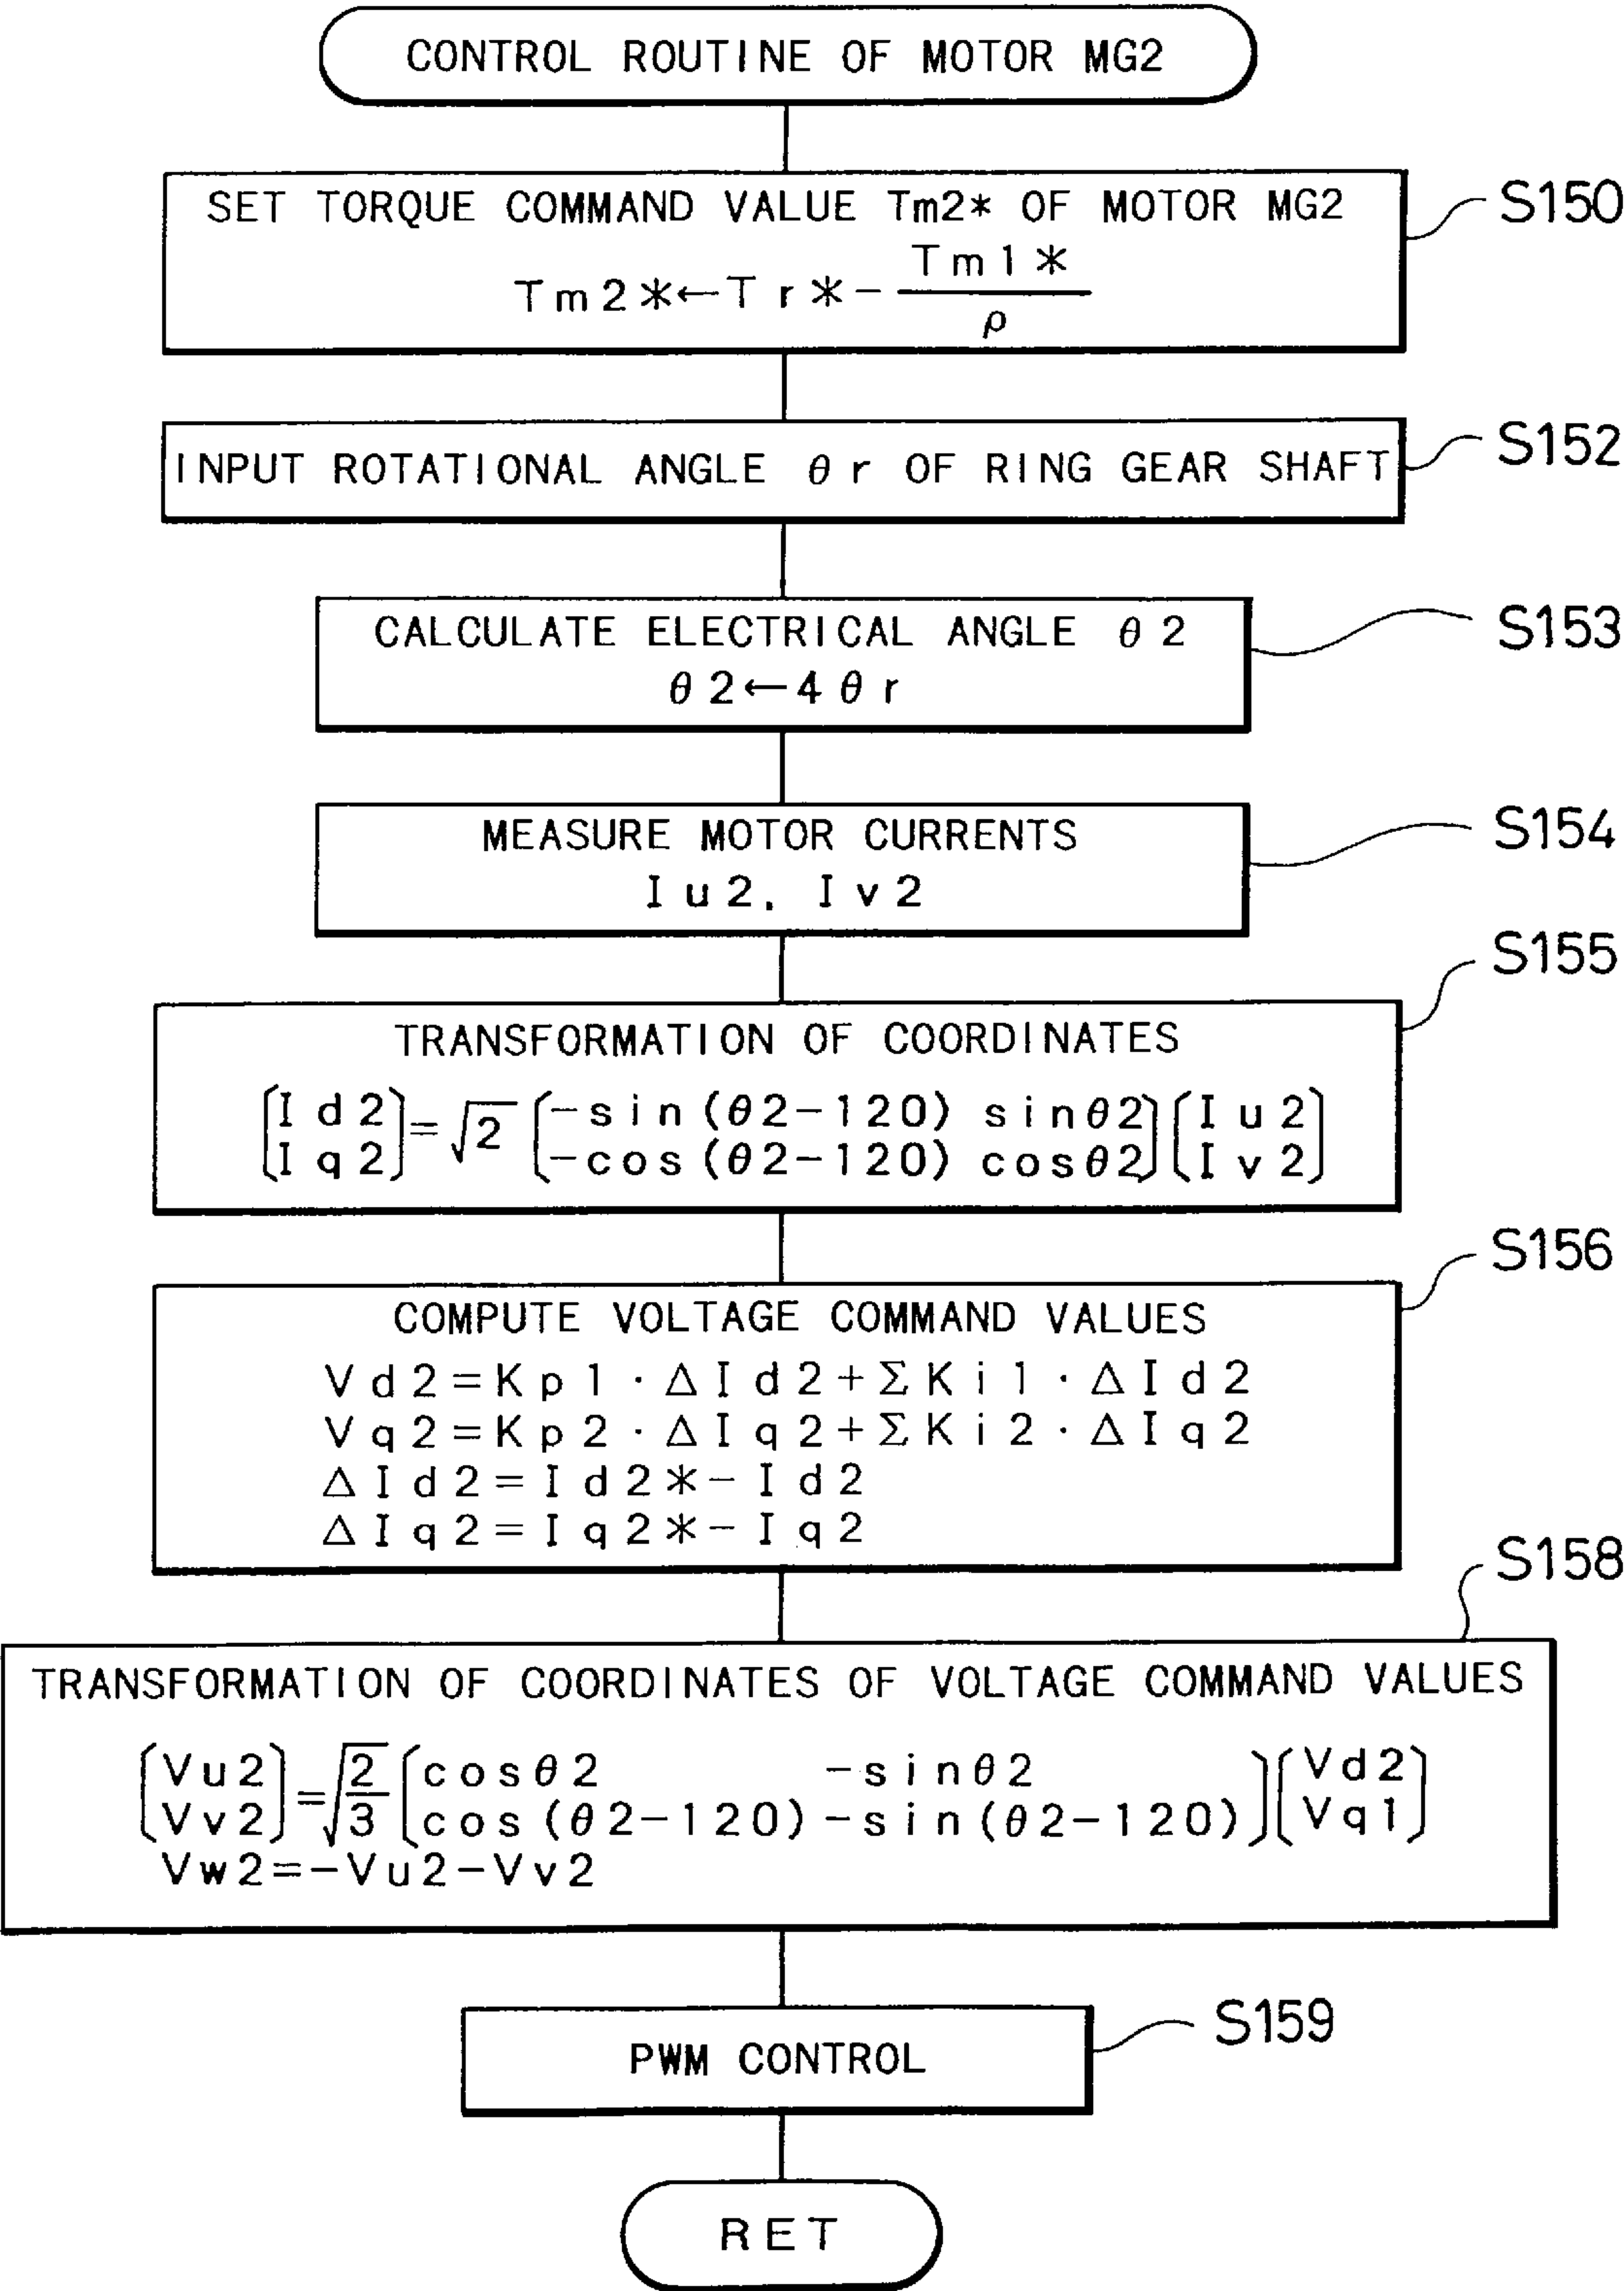 CONTROL ROUTINE OF MOTOR MG2
SET TORQUE COMMAND VALUE Tm2* OF MOTOR MG2
S150
Tm2*←Tr*-Tm1*/ρ
INPUT ROTATIONAL ANGLE θr OF RING GEAR SHAFT
S152
CALCULATE ELECTRICAL ANGLE θ2
S153
θ2←4θr
MEASURE MOTOR CURRENTS
S154
Iu2, Iv2
S155
TRANSFORMATION OF COORDINATES
[Id2] = √2 [-sin(θ2-120) sinθ2] [Iu2]
[Iq2] [-cos(θ2-120) cosθ2] [Iv2]
S156
COMPUTE VOLTAGE COMMAND VALUES
Vd2=Kp1·ΔId2+ΣKi1·ΔId2
Vq2=Kp2·ΔIq2+ΣKi2·ΔIq2
ΔId2=Id2*-Id2
ΔIq2=Iq2*-Iq2
S158
TRANSFORMATION OF COORDINATES OF VOLTAGE COMMAND VALUES
[Vu2] = √2/3 [cosθ2 -sinθ2] [Vd2]
[Vv2] [cos(θ2-120) -sin(θ2-120)] [Vq1]
Vw2=-Vu2-Vv2
S159
PWM CONTROL
RET